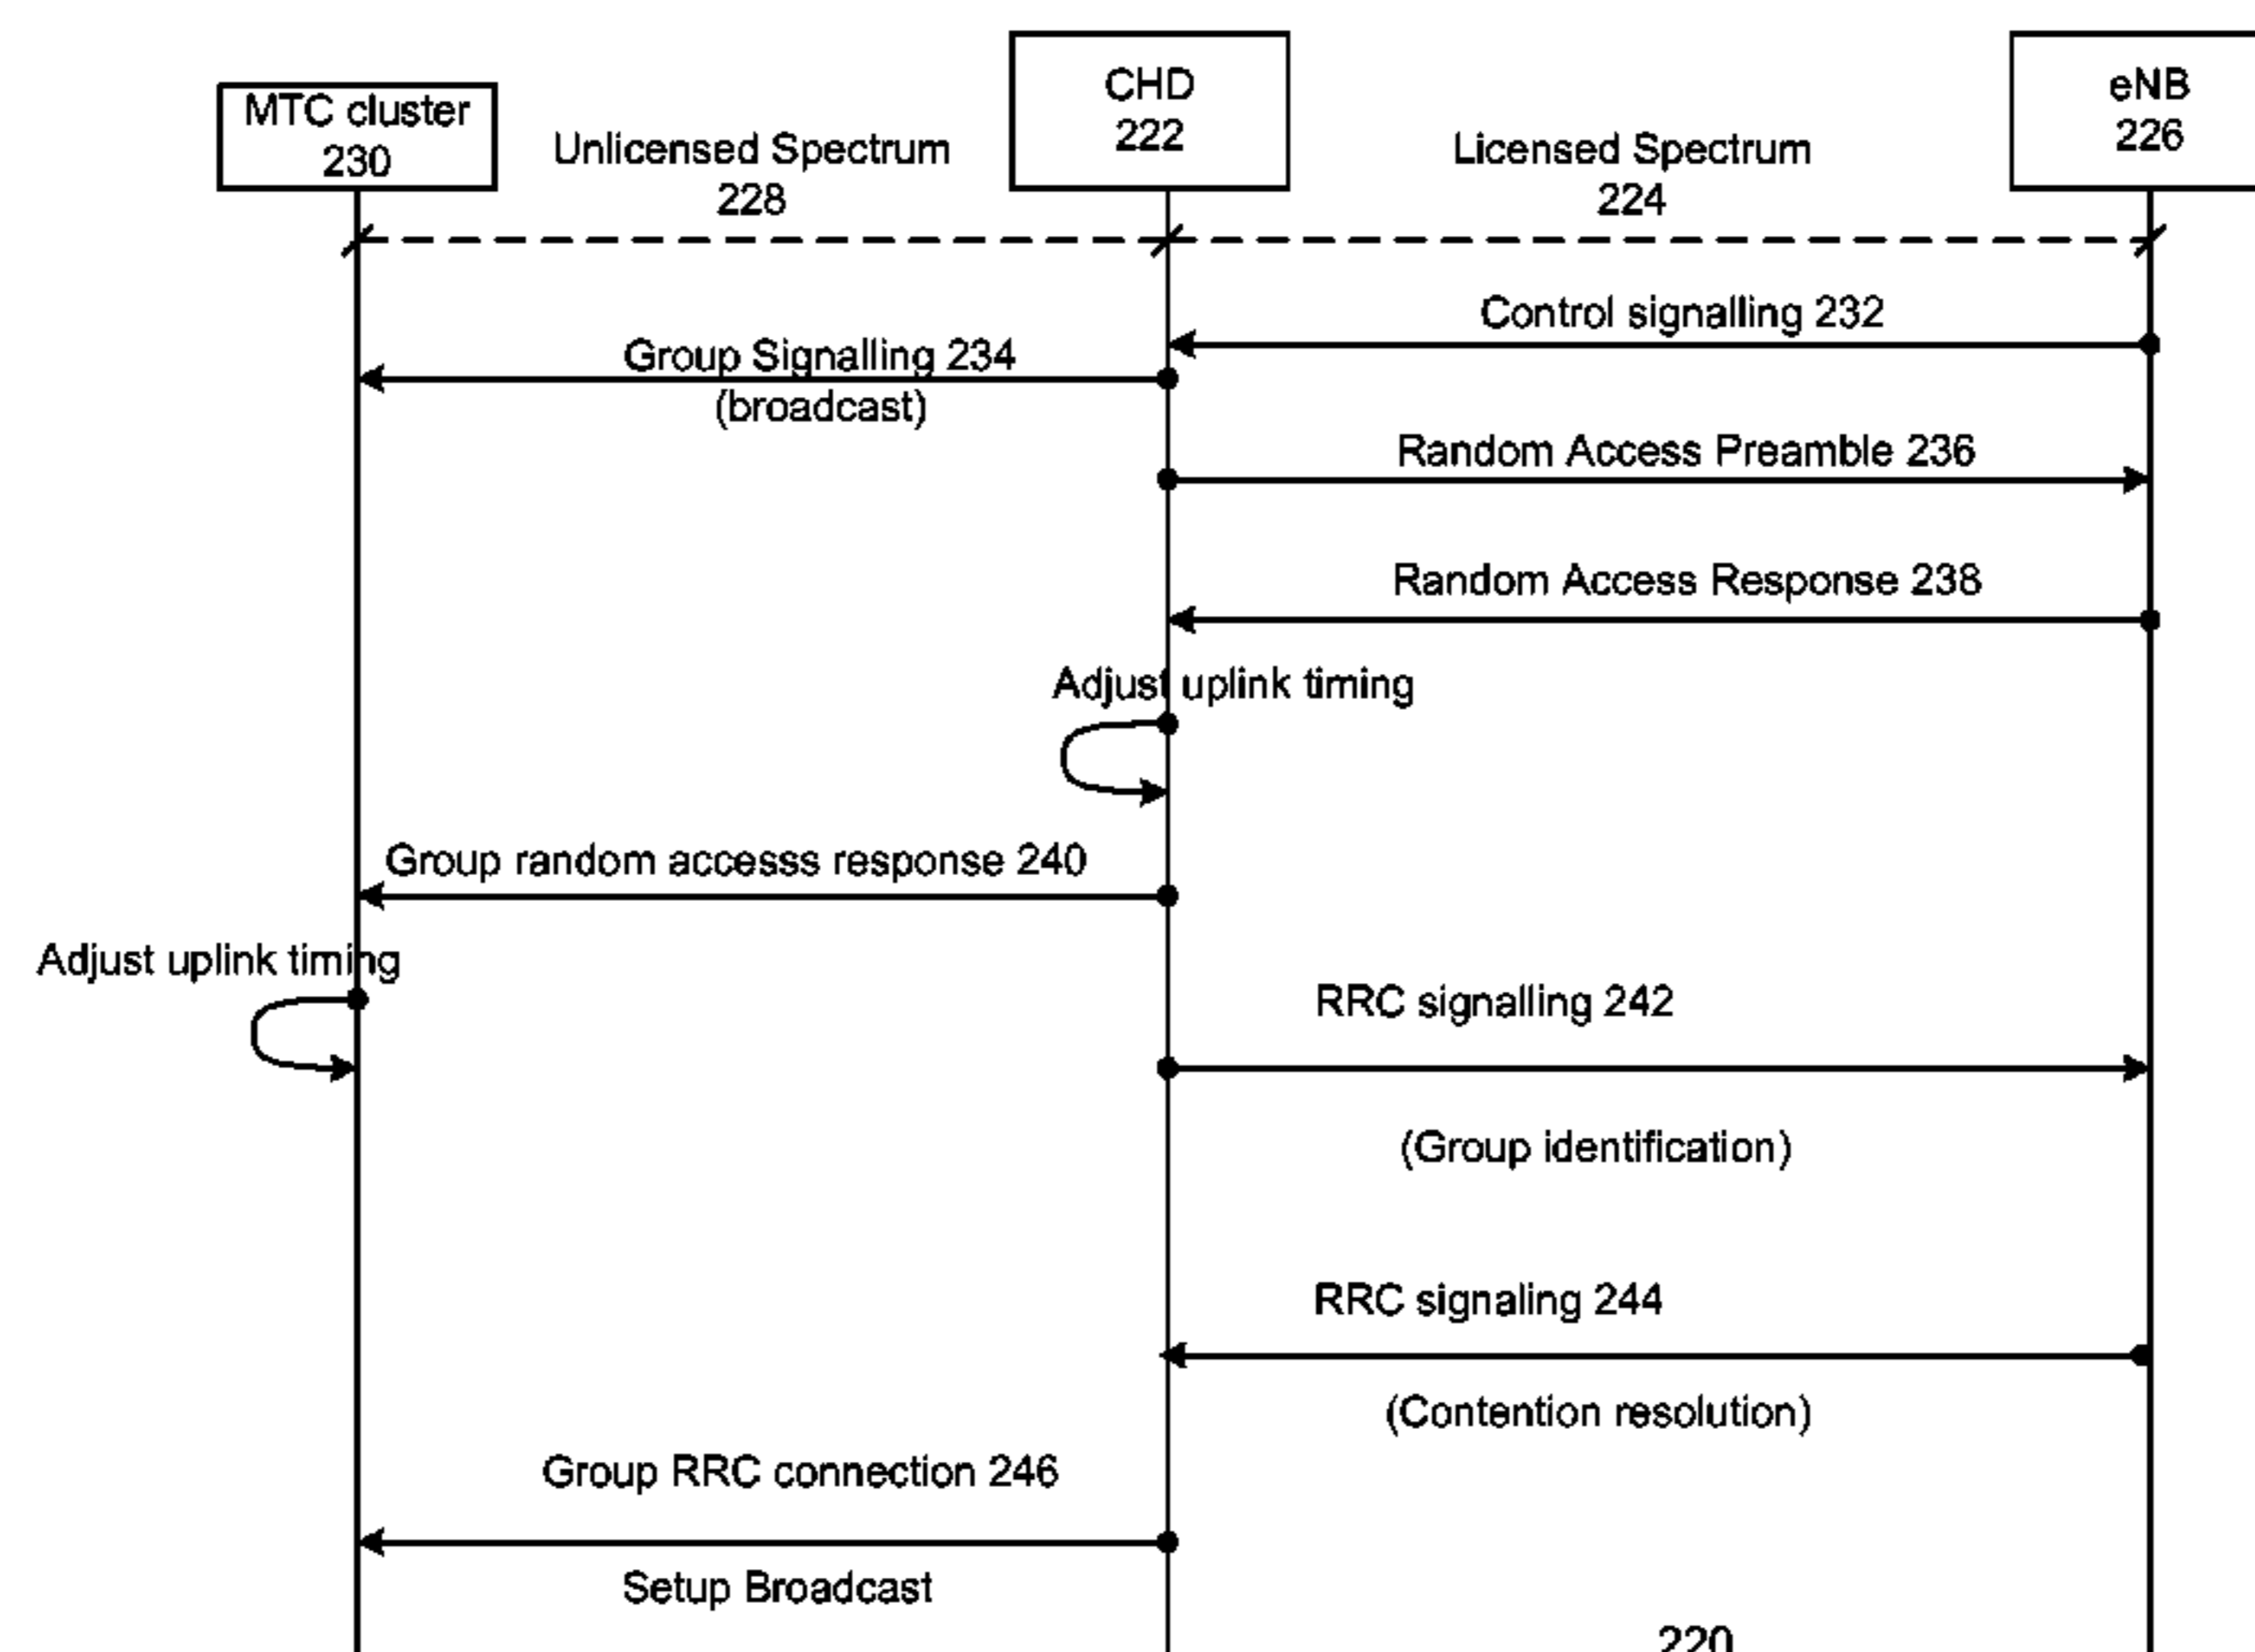 MTC cluster
230
Unlicensed Spectrum
228
CHD
222
Licensed Spectrum
224
eNB
226
Control signalling 232
Group Signalling 234
(broadcast)
Random Access Preamble 236
Random Access Response 238
Adjust uplink timing
Group random accesss response 240
Adjust uplink timing
RRC signalling 242
(Group identification)
RRC signaling 244
(Contention resolution)
Group RRC connection 246
Setup Broadcast
220